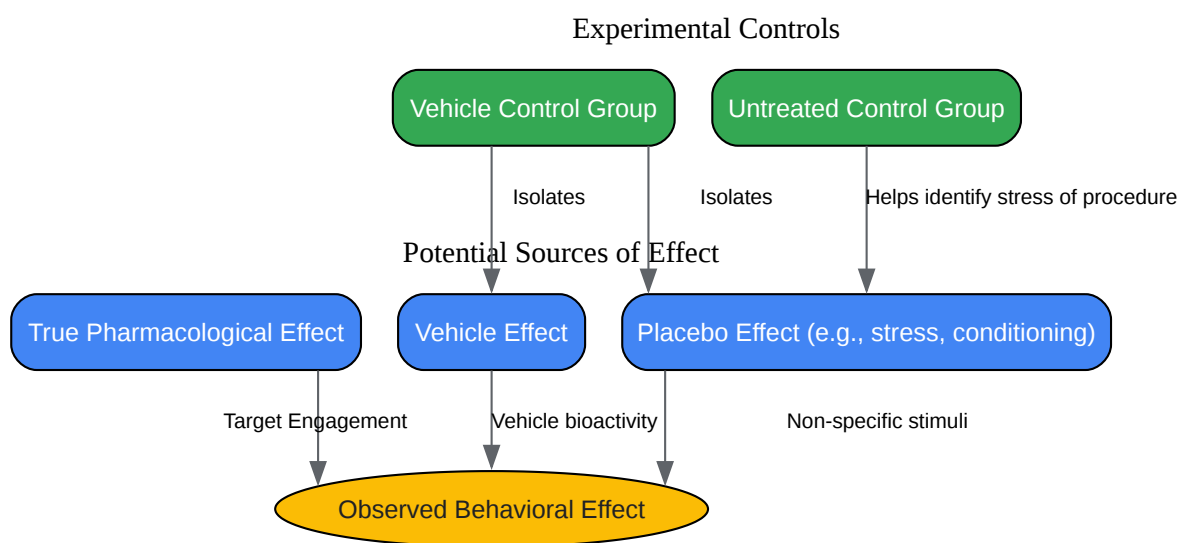 Experimental Controls
Vehicle Control Group
Untreated Control Group
Isolates
Isolates
Helps identify stress of procedure
Potential Sources of Effect
True Pharmacological Effect
Vehicle Effect
Placebo Effect (e.g., stress, conditioning)
Target Engagement
Vehicle bioactivity
Non-specific stimuli
Observed Behavioral Effect